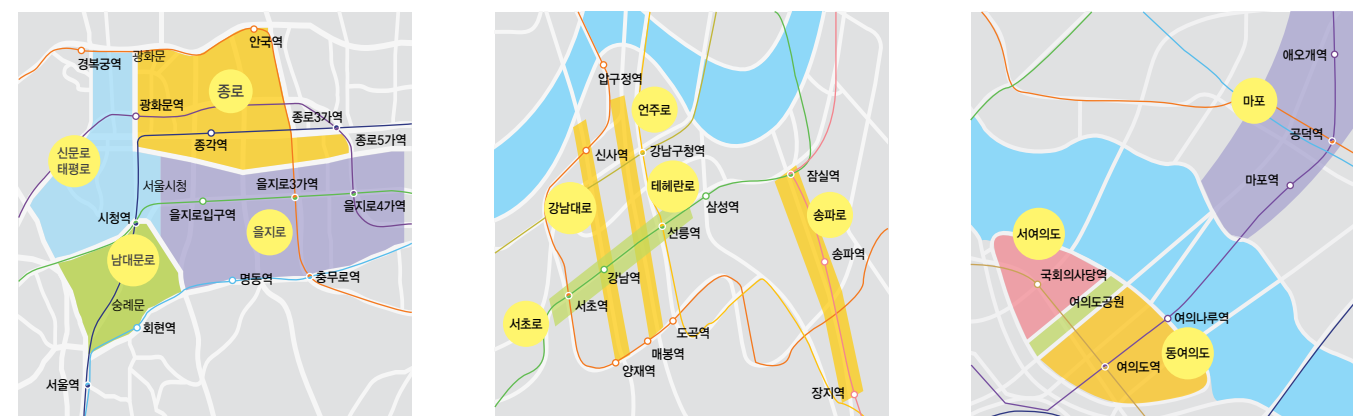 안국역
경복궁역
광화문
종로
광화문역
종로3가역
종각역
종로5가역
신문로
태평로
서울시청
을지로3가역
시청역
을지로입구역
을지로4가역
을지로
남대문로
명동역
충무로역
숭례문
회현역
서울역
압구정역
언주로
신사역
강남구청역
테헤란로
잠실역
강남대로
삼성역
송파로
선릉역
송파역
강남역
서초역
서초로
도곡역
매봉역
양재역
장지역
애오개역
마포
공덕역
마포역
서여의도
국회의사당역
여의도공원
여의나루역
동여의도
여의도역